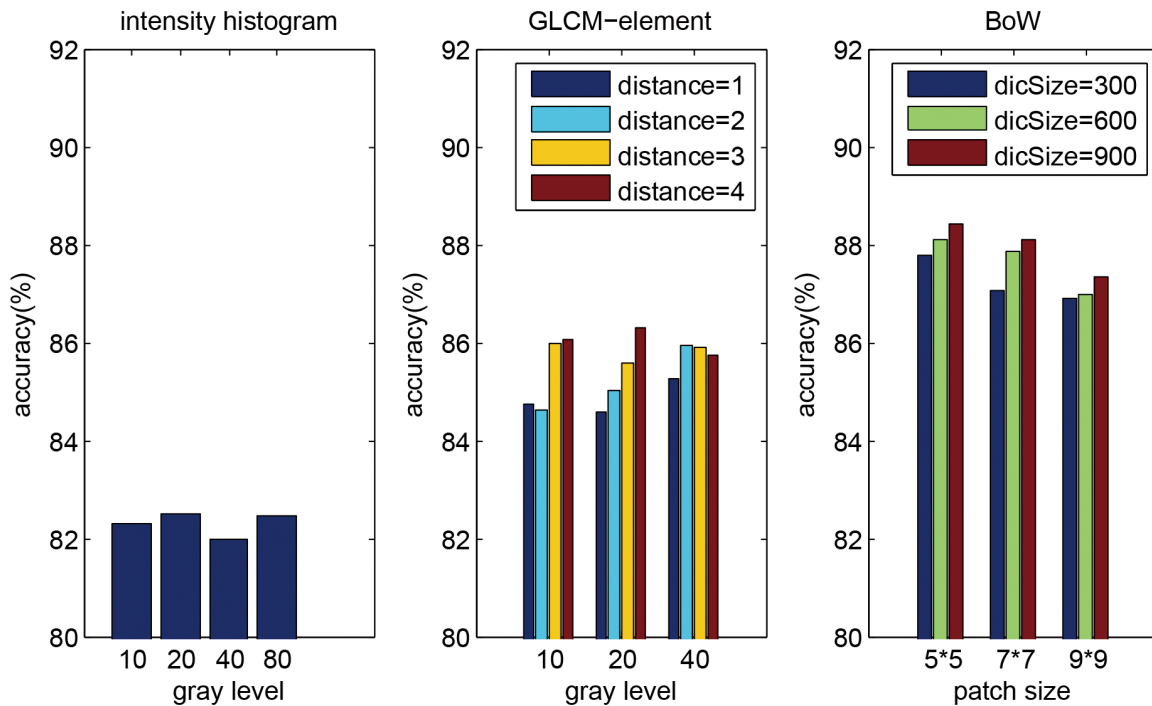 intensity histogram
92
90
88
86
84
82
80
accuracy(%)
10 20 40 80
gray level
GLCM−element
distance=1
distance=2
distance=3
distance=4
92
90
88
86
84
82
80
accuracy(%)
10 20 40
gray level
BoW
dicSize=300
dicSize=600
dicSize=900
92
90
88
86
84
82
80
accuracy(%)
5*5 7*7 9*9
patch size